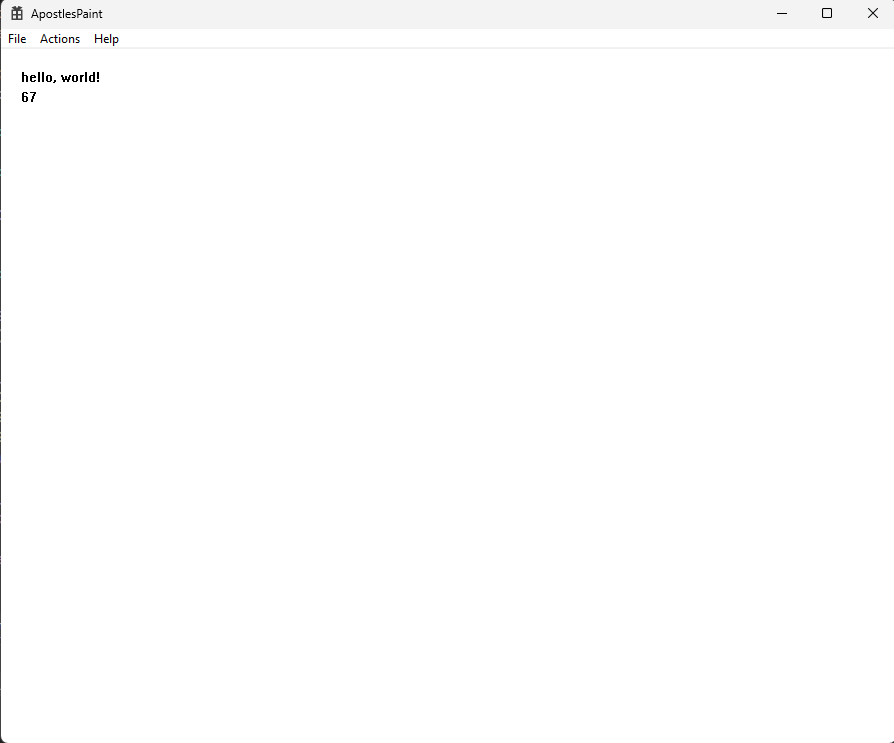 ApostlesPaint
File Actions Help
hello, world!
67